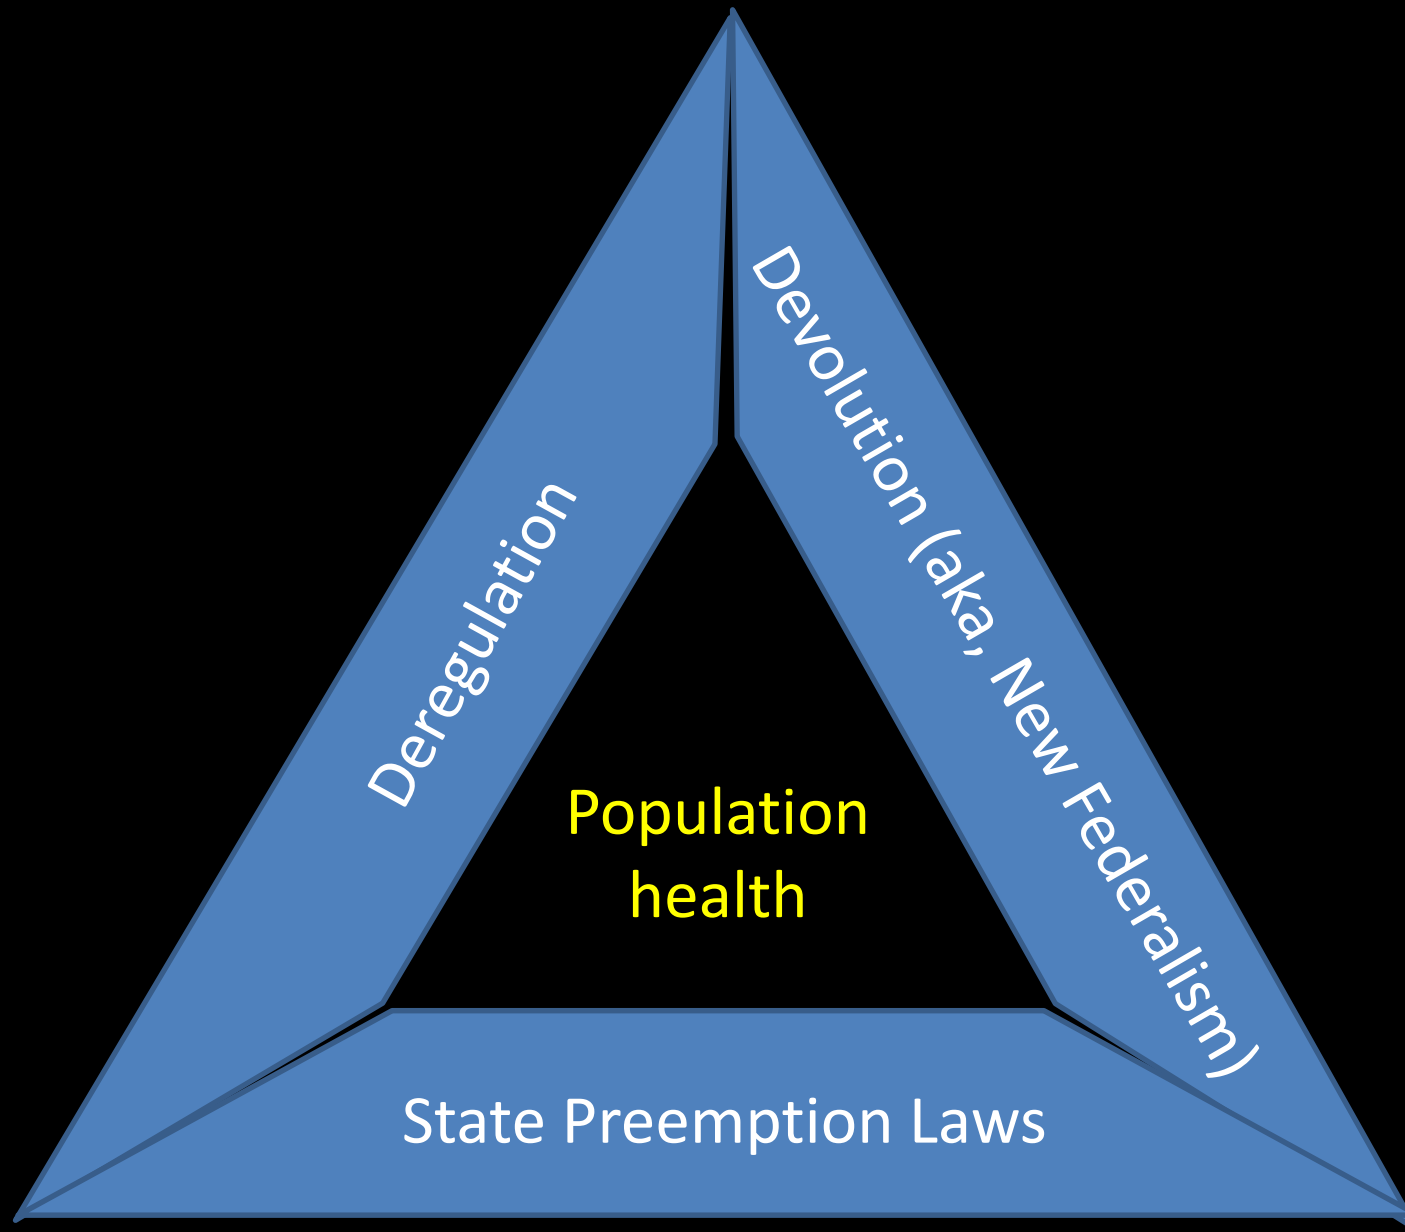 Deregulation
Devolution (aka, New Federalism)
Population
health
State Preemption Laws